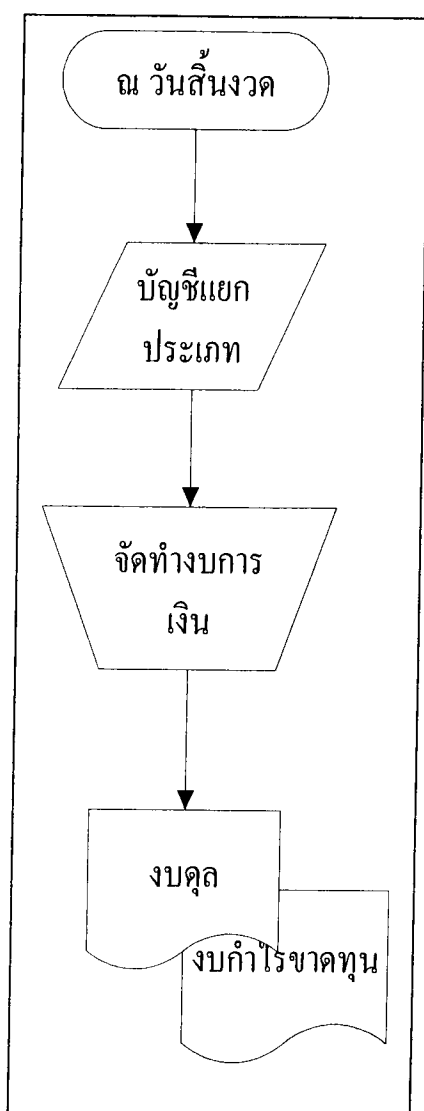 ณ วันสิ้นงวด
บัญชีแยก
ประเภท
จัดทำงบการ
เงิน
งบดุล
งบกำไรขาดทุน